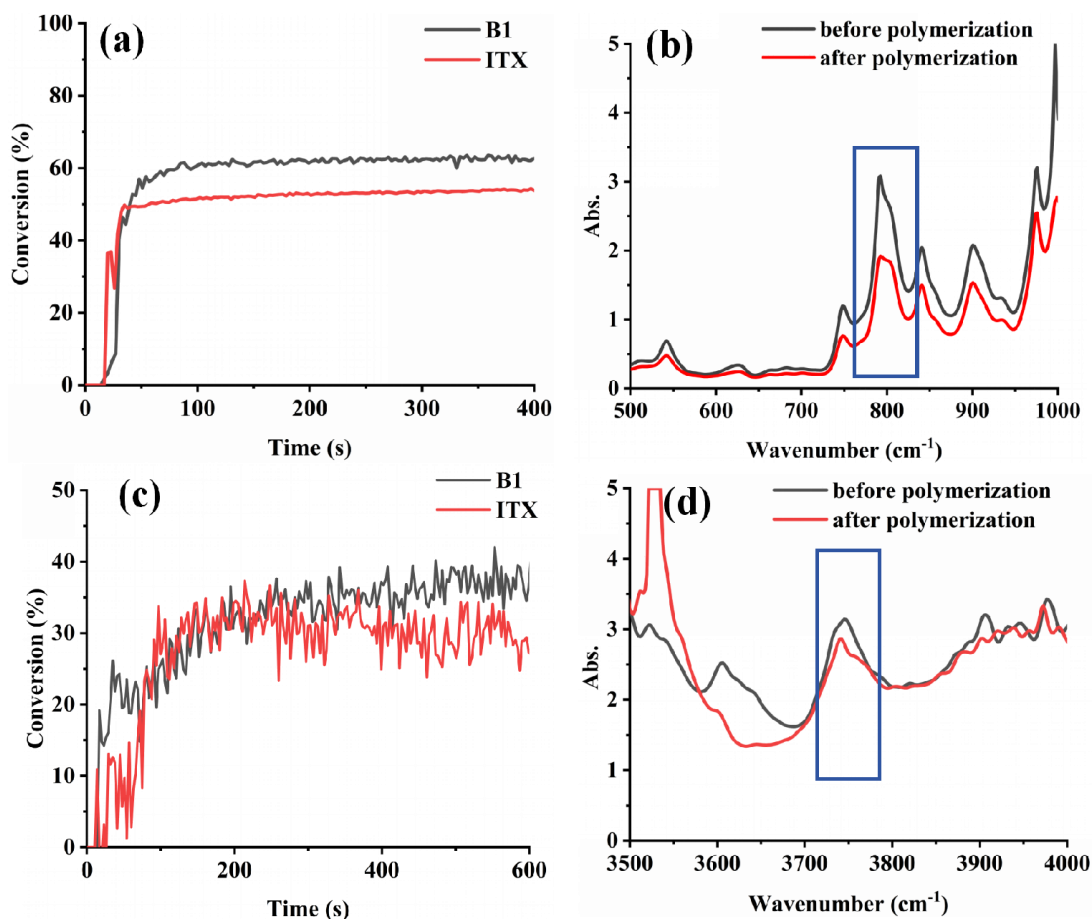 (a)
B1
ITX
Conversion (%)
100
80
60
40
20
0
0 100 200 300 400
Time (s)
(b)
before polymerization
after polymerization
Abs.
5
4
3
2
1
0
500 600 700 800 900 1000
Wavenumber (cm⁻¹)
(c)
B1
ITX
Conversion (%)
50
40
30
20
10
0
0 200 400 600
Time (s)
(d)
before polymerization
after polymerization
Abs.
5
4
3
2
1
0
3500 3600 3700 3800 3900 4000
Wavenumber (cm⁻¹)